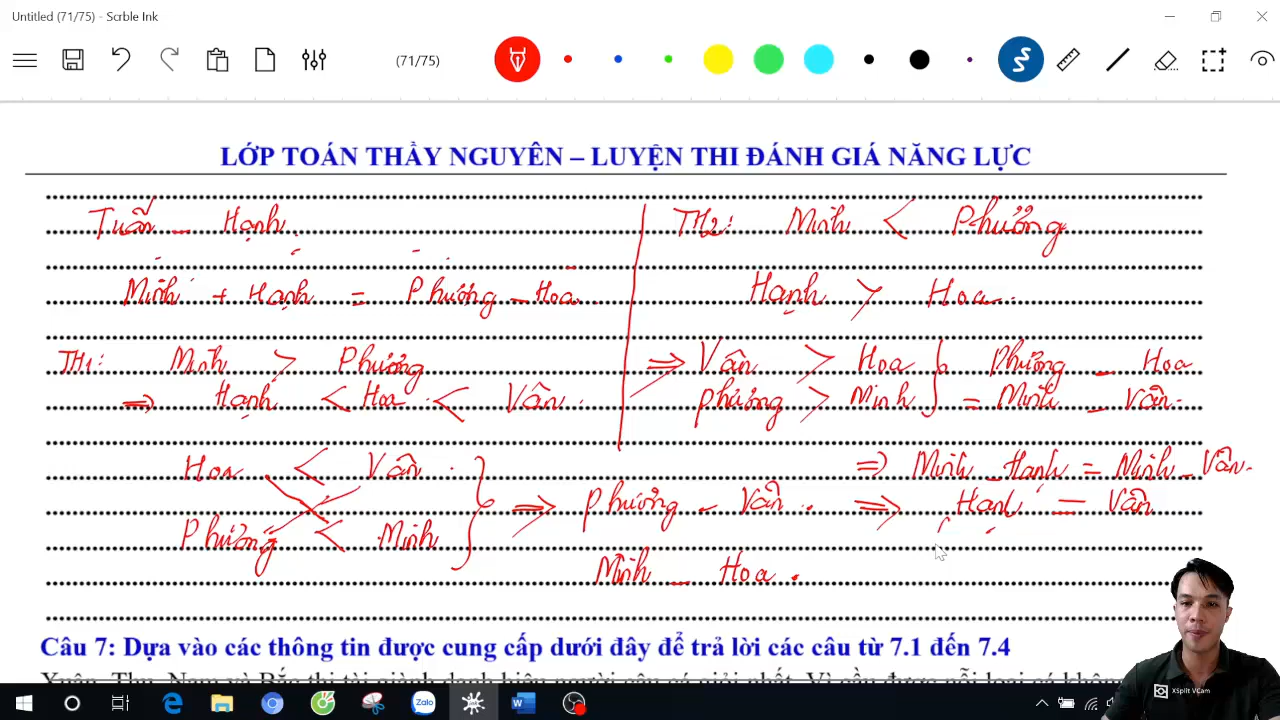 Untitled (71/75) - Scrble Ink
(71/75)
LỚP TOÁN THẦY NGUYÊN – LUYỆN THI ĐÁNH GIÁ NĂNG LỰC
Tuấn - Hạnh.
Minh + Hạnh = Phương - Hoa.
TH1: Minh > Phương
=> Hạnh < Hoa < Vân.
Hoa < Vân.
Phương < Minh
=> Phương - Vân.
Minh - Hoa.
TH2: Minh < Phương
Hạnh > Hoa.
=> Vân > Hoa } Phương - Hoa
Phương > Minh = Minh - Vân.
=> Minh - Hạnh = Minh - Vân.
=> Hạnh = Vân
Câu 7: Dựa vào các thông tin được cung cấp dưới đây để trả lời các câu từ 7.1 đến 7.4
Zalo
XSplit VCam